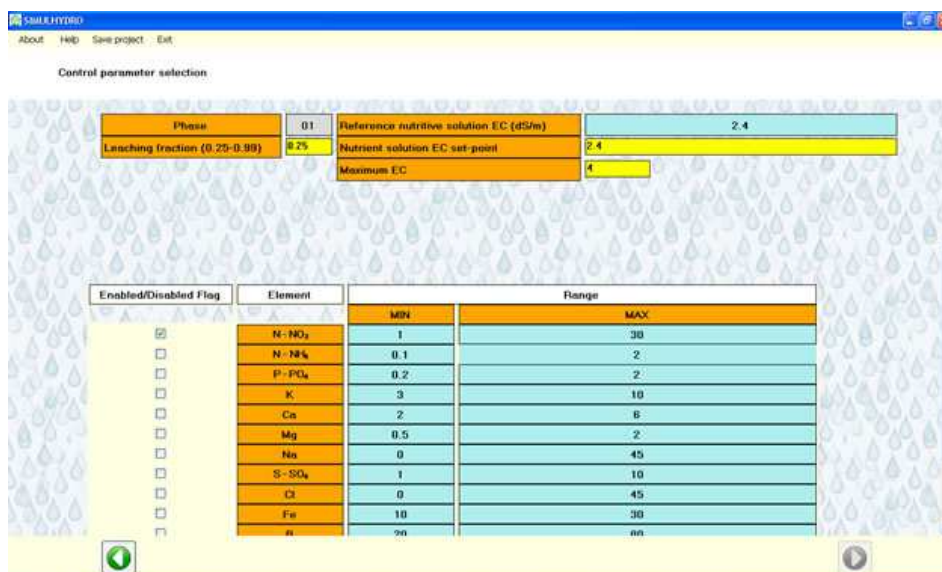 SIMULHYDRO
About Help Save project Exit
Control parameter selection
Phase 01 Reference nutritive solution EC (dS/m) 2.4
Leaching fraction (0.25-0.99) 0.25 Nutrient solution EC set-point 2.4
Maximum EC 4
Enabled/Disabled Flag Element Range
MIN MAX
N-NO₃ 1 30
N-NH₄ 0.1 2
P-PO₄ 0.2 2
K 3 10
Ca 2 6
Mg 0.5 2
Na 0 45
S-SO₄ 1 10
Cl 0 45
Fe 10 30
B 20 80